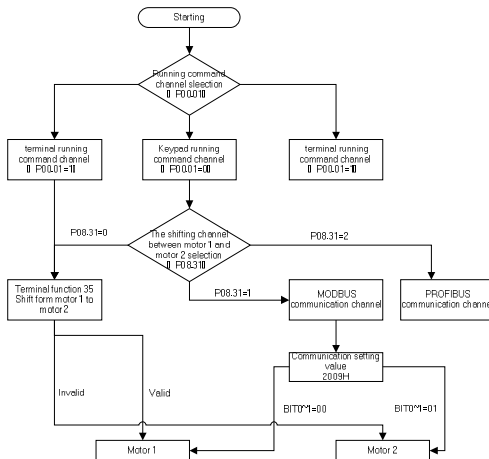 Starting
Running command
channel sleection
P00.01
terminal running
command channel
P00.01=1
Keypad running
command channel
P00.01=0
terminal running
command channel
P00.01=1
P08.31=0
The shifting channel
between motor 1 and
motor 2 selection
P08.31
P08.31=2
Terminal function 35
Shift form motor 1 to
motor 2
P08.31=1
MODBUS
communication channel
PROFIBUS
communication channel
Communication setting
value
2009H
Invalid
Valid
BIT0~1=00
BIT0~1=01
Motor 1
Motor 2